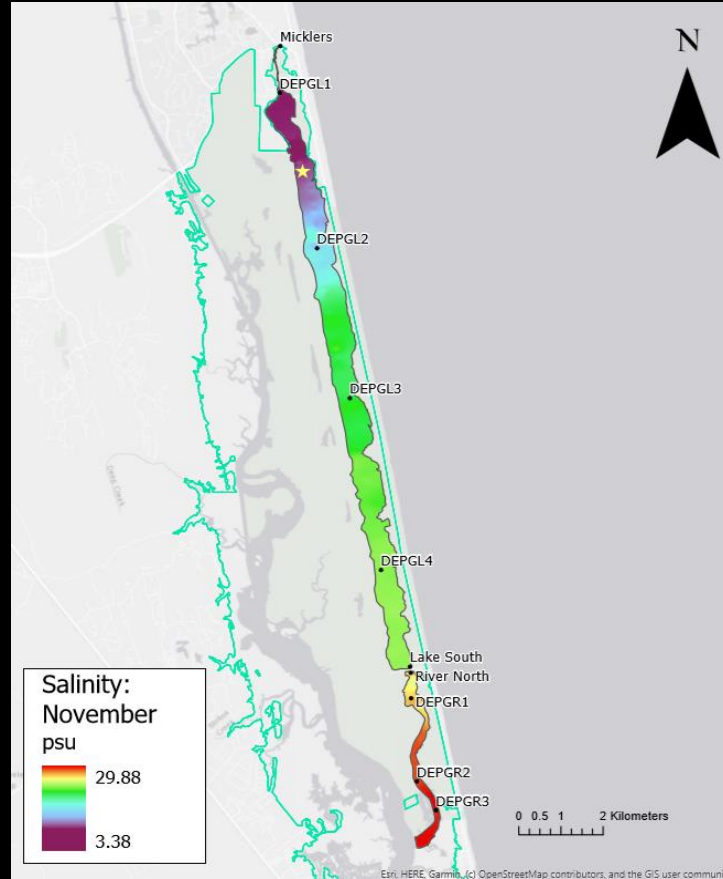 Micklers
N
DEPGL1
DEPGL2
DEPGL3
DEPGL4
Lake South
River North
DEPGR1
DEPGR2
DEPGR3
Salinity:
November
psu
29.88
3.38
0 0.5 1 2 Kilometers
Esri, HERE, Garmin, (c) OpenStreetMap contributors, and the GIS user commun